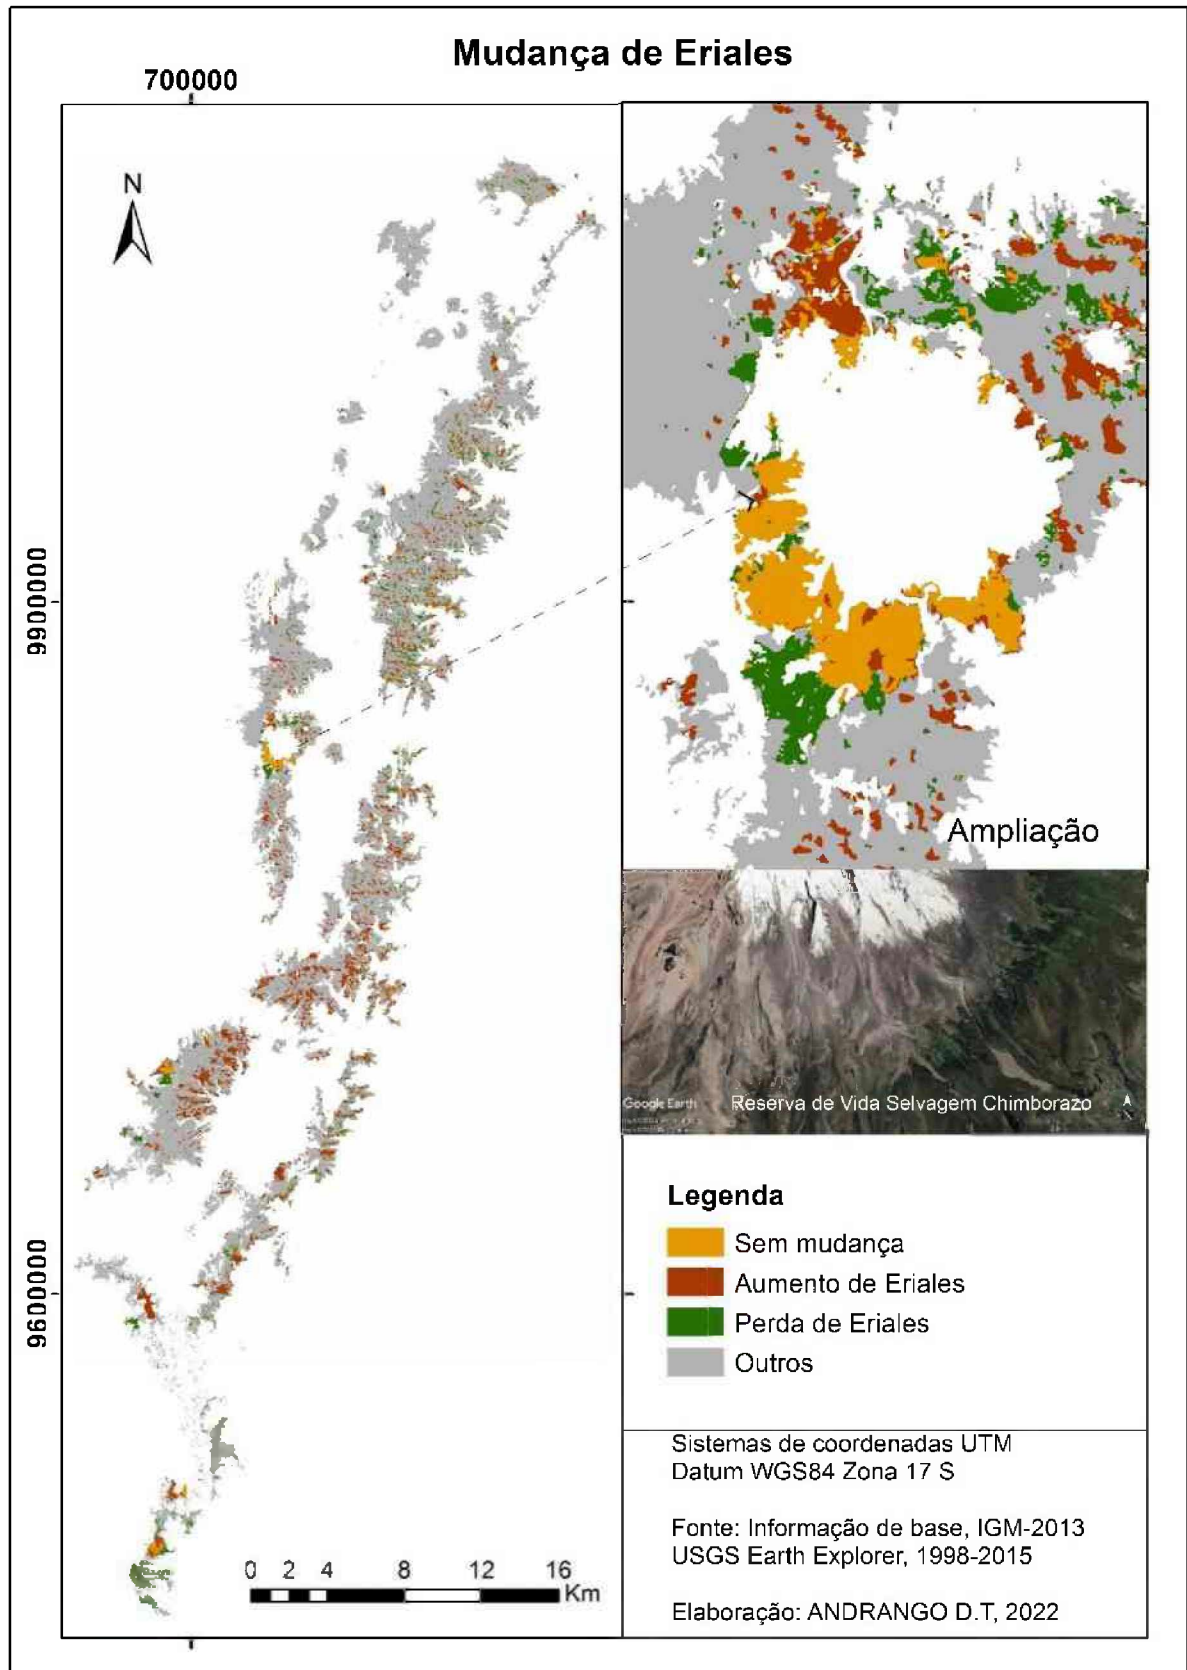 Mudança de Eriales
700000
N
9900000
9600000
Ampliação
Google Earth
Reserva de Vida Selvagem Chimborazo
Legenda
Sem mudança
Aumento de Eriales
Perda de Eriales
Outros
Sistemas de coordenadas UTM
Datum WGS84 Zona 17 S
Fonte: Informação de base, IGM-2013
USGS Earth Explorer, 1998-2015
Elaboração: ANDRANGO D.T, 2022
0 2 4 8 12 16
Km